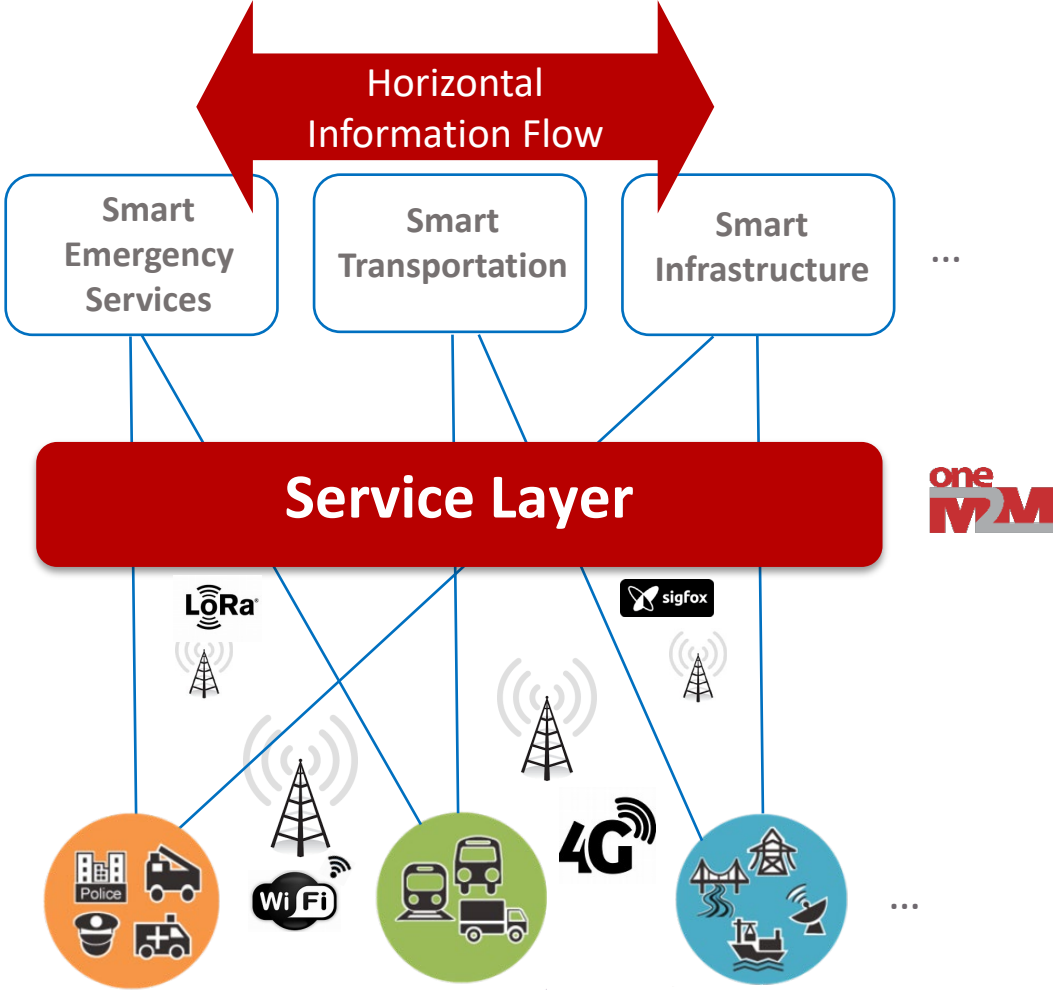 Horizontal
Information Flow
Smart
Emergency
Services
Smart
Transportation
Smart
Infrastructure
...
Service Layer
one
M2M
LoRa
sigfox
4G
Police
Wi Fi
...